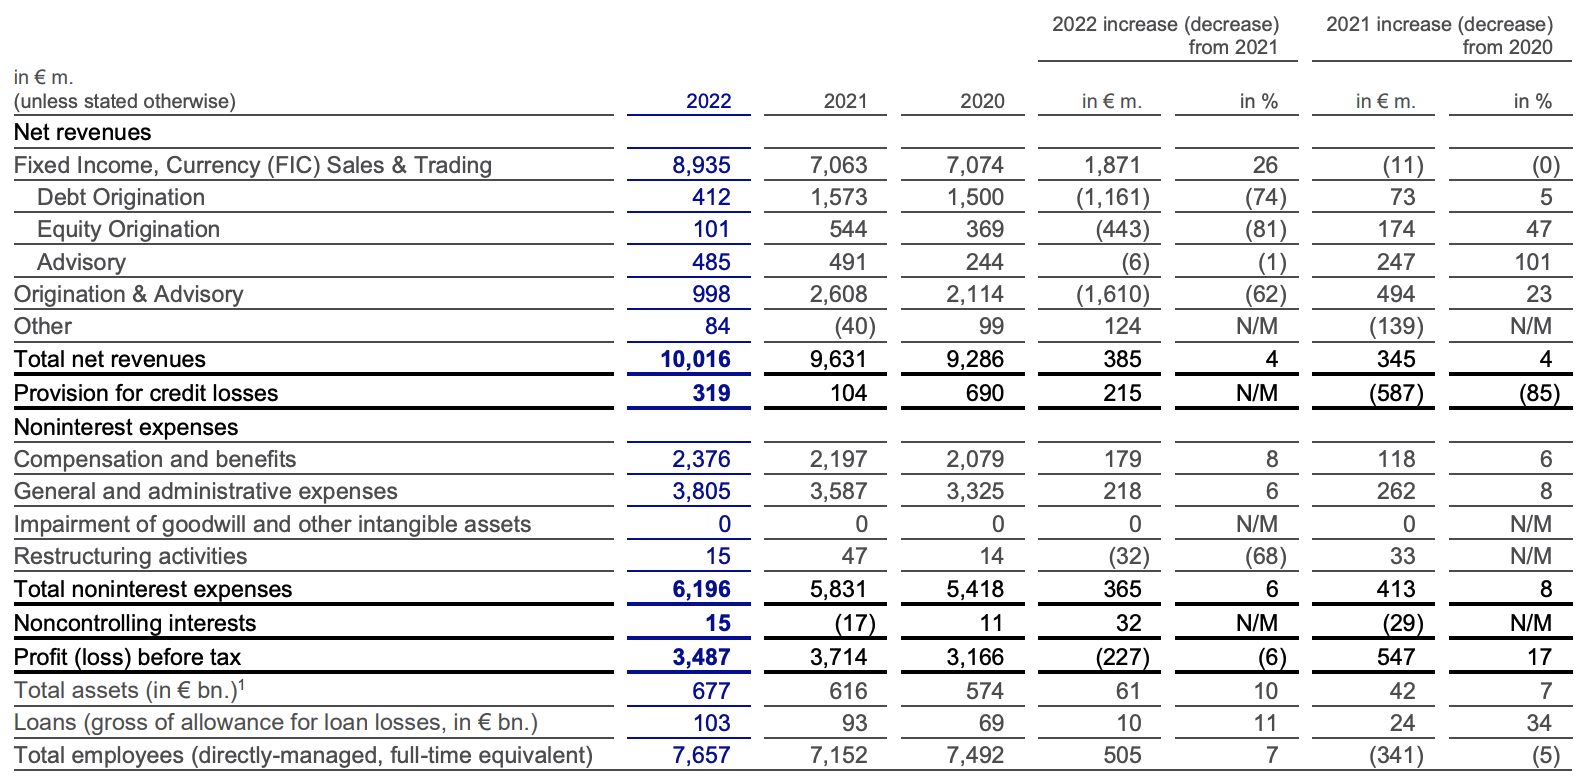 2022 increase (decrease) from 2021 2021 increase (decrease) from 2020
in € m.
(unless stated otherwise) 2022 2021 2020 in € m. in % in € m. in %
Net revenues
Fixed Income, Currency (FIC) Sales & Trading 8,935 7,063 7,074 1,871 26 (11) (0)
Debt Origination 412 1,573 1,500 (1,161) (74) 73 5
Equity Origination 101 544 369 (443) (81) 174 47
Advisory 485 491 244 (6) (1) 247 101
Origination & Advisory 998 2,608 2,114 (1,610) (62) 494 23
Other 84 (40) 99 124 N/M (139) N/M
Total net revenues 10,016 9,631 9,286 385 4 345 4
Provision for credit losses 319 104 690 215 N/M (587) (85)
Noninterest expenses
Compensation and benefits 2,376 2,197 2,079 179 8 118 6
General and administrative expenses 3,805 3,587 3,325 218 6 262 8
Impairment of goodwill and other intangible assets 0 0 0 0 N/M 0 N/M
Restructuring activities 15 47 14 (32) (68) 33 N/M
Total noninterest expenses 6,196 5,831 5,418 365 6 413 8
Noncontrolling interests 15 (17) 11 32 N/M (29) N/M
Profit (loss) before tax 3,487 3,714 3,166 (227) (6) 547 17
Total assets (in € bn.)¹ 677 616 574 61 10 42 7
Loans (gross of allowance for loan losses, in € bn.) 103 93 69 10 11 24 34
Total employees (directly-managed, full-time equivalent) 7,657 7,152 7,492 505 7 (341) (5)